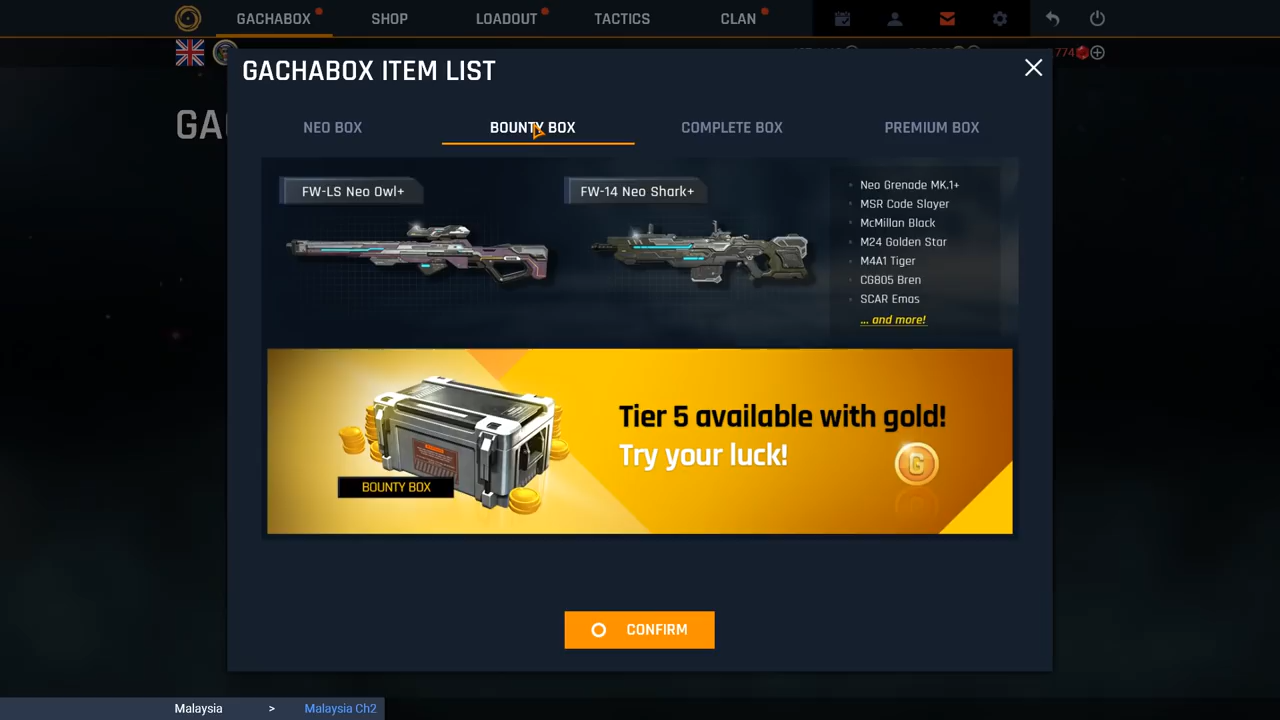 GACHABOX
SHOP
LOADOUT
TACTICS
CLAN
774
GACHABOX ITEM LIST
GA
NEO BOX
BOUNTY BOX
COMPLETE BOX
PREMIUM BOX
FW-LS Neo Owl+
FW-14 Neo Shark+
Neo Grenade MK.1+
MSR Code Slayer
McMillan Black
M24 Golden Star
M4A1 Tiger
CG805 Bren
SCAR Emas
... and more!
Tier 5 available with gold!
Try your luck!
G
BOUNTY BOX
CONFIRM
Malaysia > Malaysia Ch2